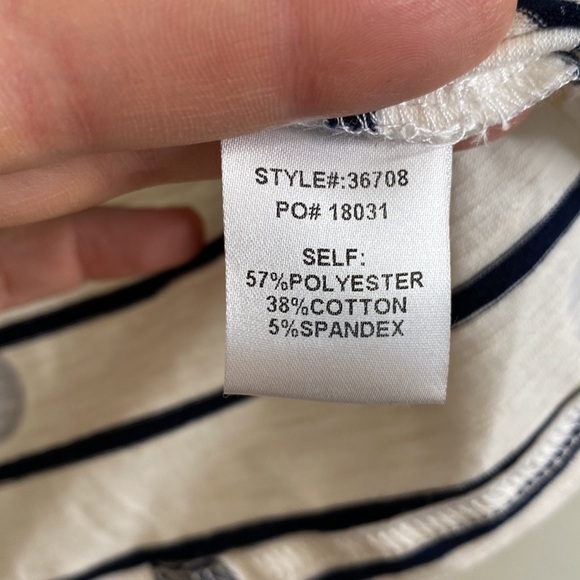 STYLE#:36708
PO# 18031
SELF:
57%POLYESTER
38%COTTON
5%SPANDEX